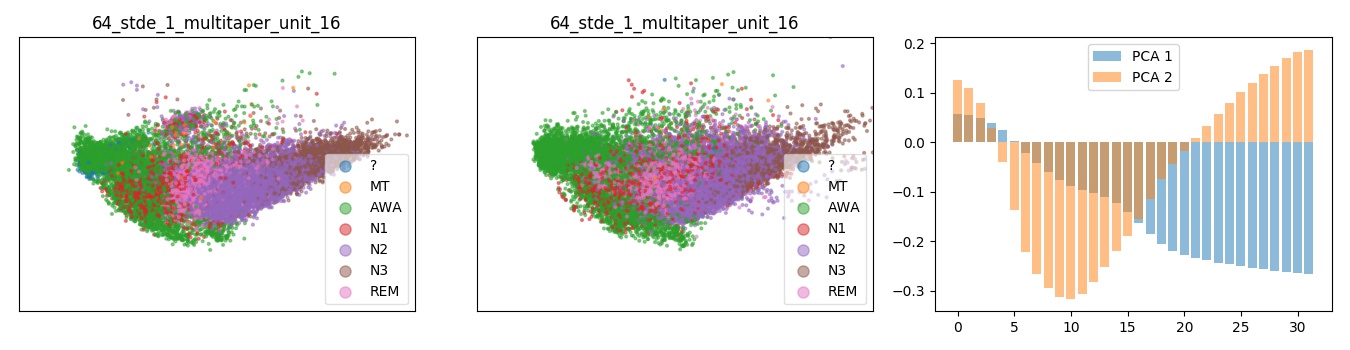 64_stde_1_multitaper_unit_16
?
MT
AWA
N1
N2
N3
REM
64_stde_1_multitaper_unit_16
?
MT
AWA
N1
N2
N3
REM
PCA 1
PCA 2
0.2
0.1
0.0
−0.1
−0.2
−0.3
0 5 10 15 20 25 30